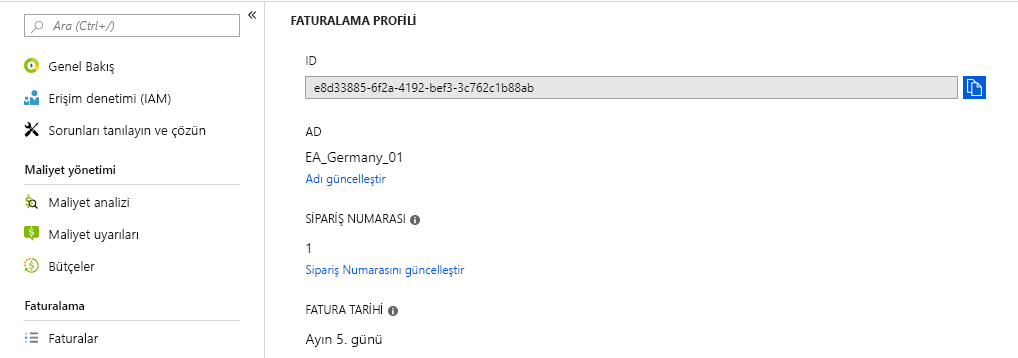 Ara (Ctrl+/)
«
Genel Bakış
Erişim denetimi (IAM)
Sorunları tanılayın ve çözün
Maliyet yönetimi
Maliyet analizi
Maliyet uyarıları
Bütçeler
Faturalama
Faturalar
FATURALAMA PROFİLİ
ID
e8d33885-6f2a-4192-bef3-3c762c1b88ab
AD
EA_Germany_01
Adı güncelleştir
SİPARİŞ NUMARASI
1
Sipariş Numarasını güncelleştir
FATURA TARİHİ
Ayın 5. günü